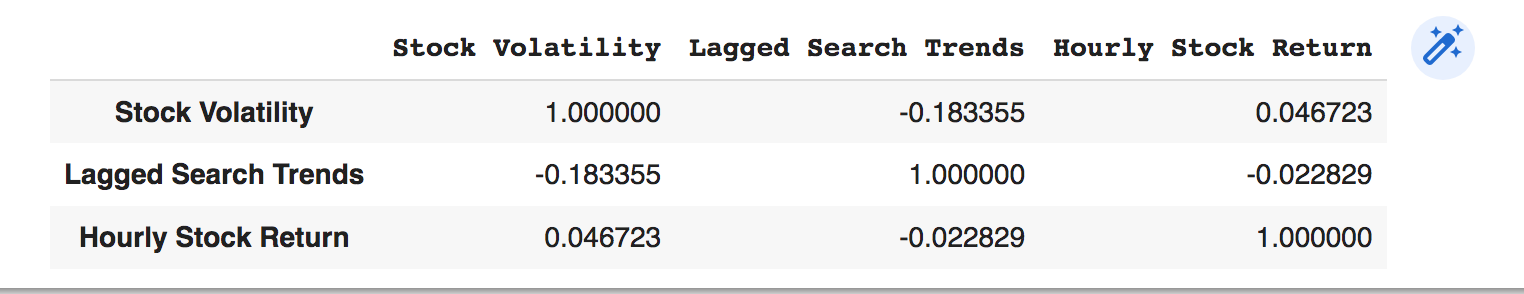 Stock Volatility Lagged Search Trends Hourly Stock Return
Stock Volatility 1.000000 -0.183355 0.046723
Lagged Search Trends -0.183355 1.000000 -0.022829
Hourly Stock Return 0.046723 -0.022829 1.000000